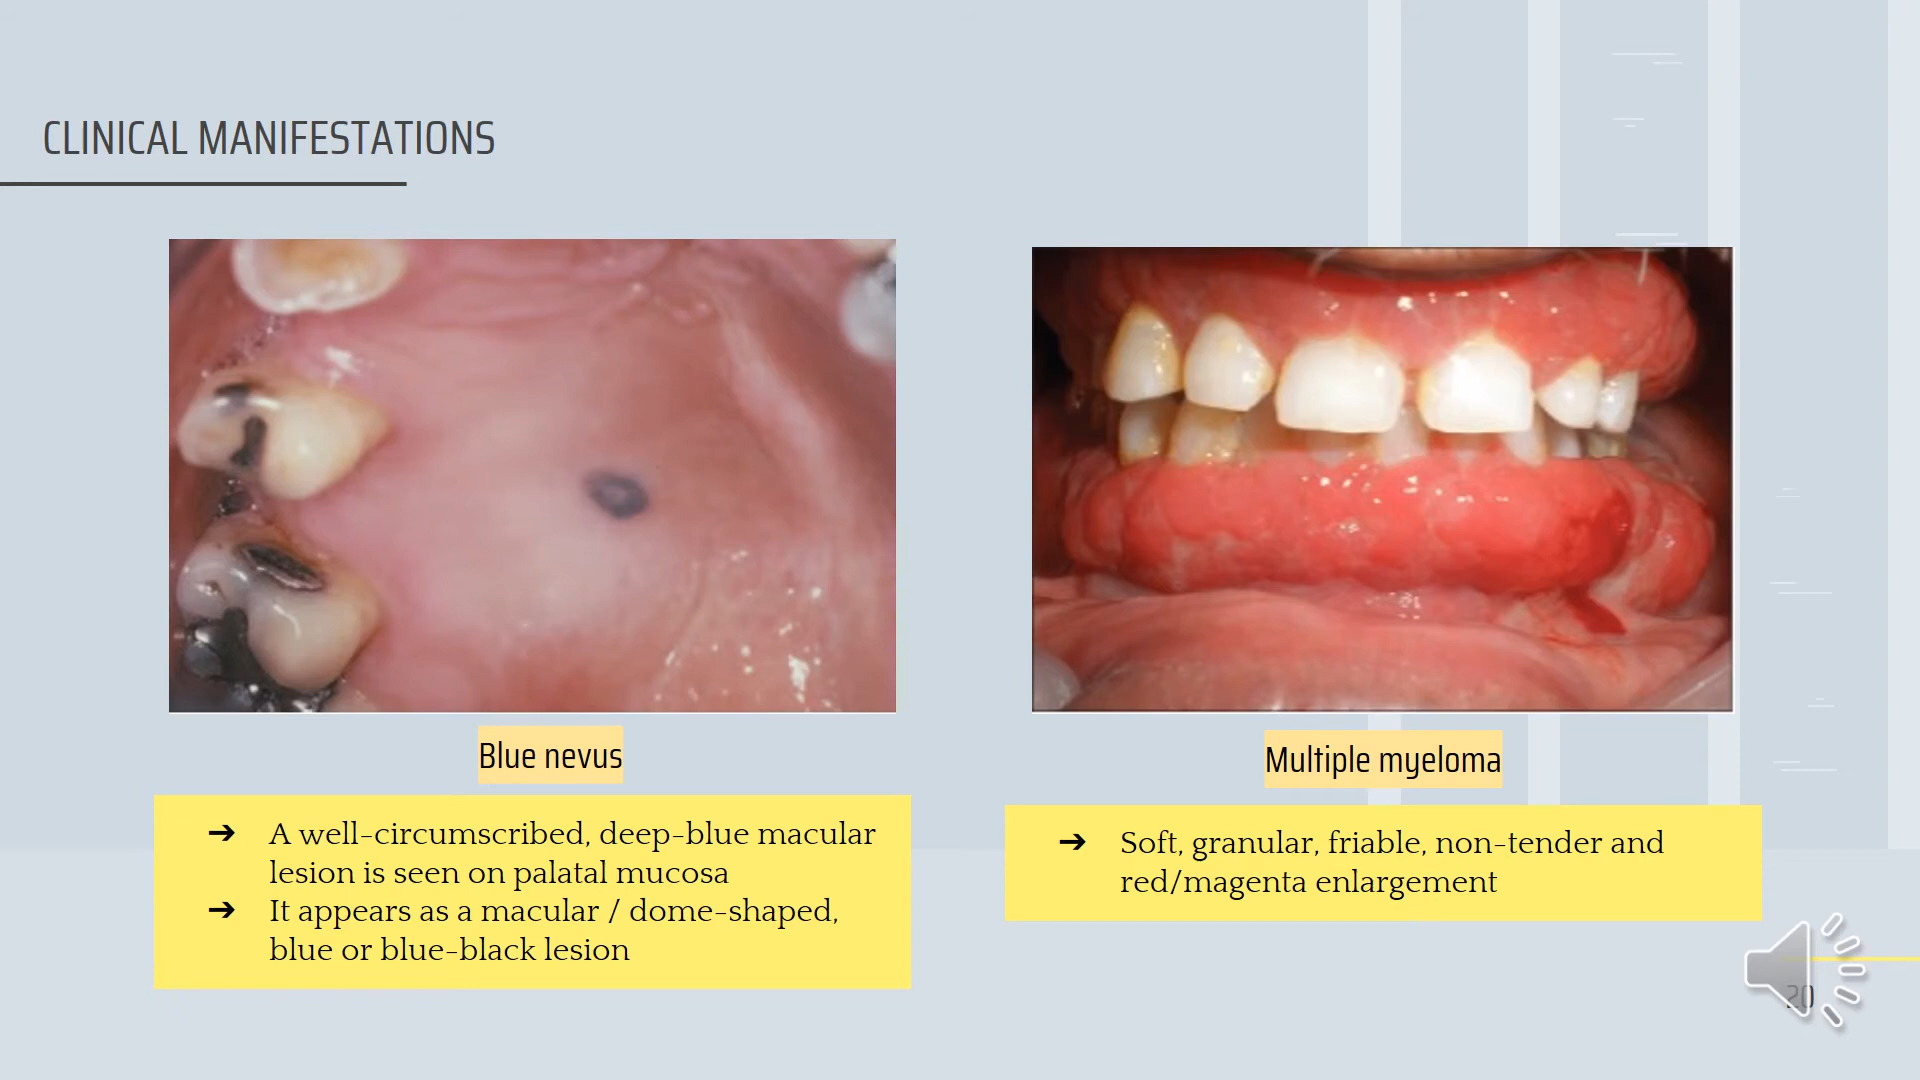 CLINICAL MANIFESTATIONS
Blue nevus
➔ A well-circumscribed, deep-blue macular
lesion is seen on palatal mucosa
➔ It appears as a macular / dome-shaped,
blue or blue-black lesion
Multiple myeloma
➔ Soft, granular, friable, non-tender and
red/magenta enlargement
20